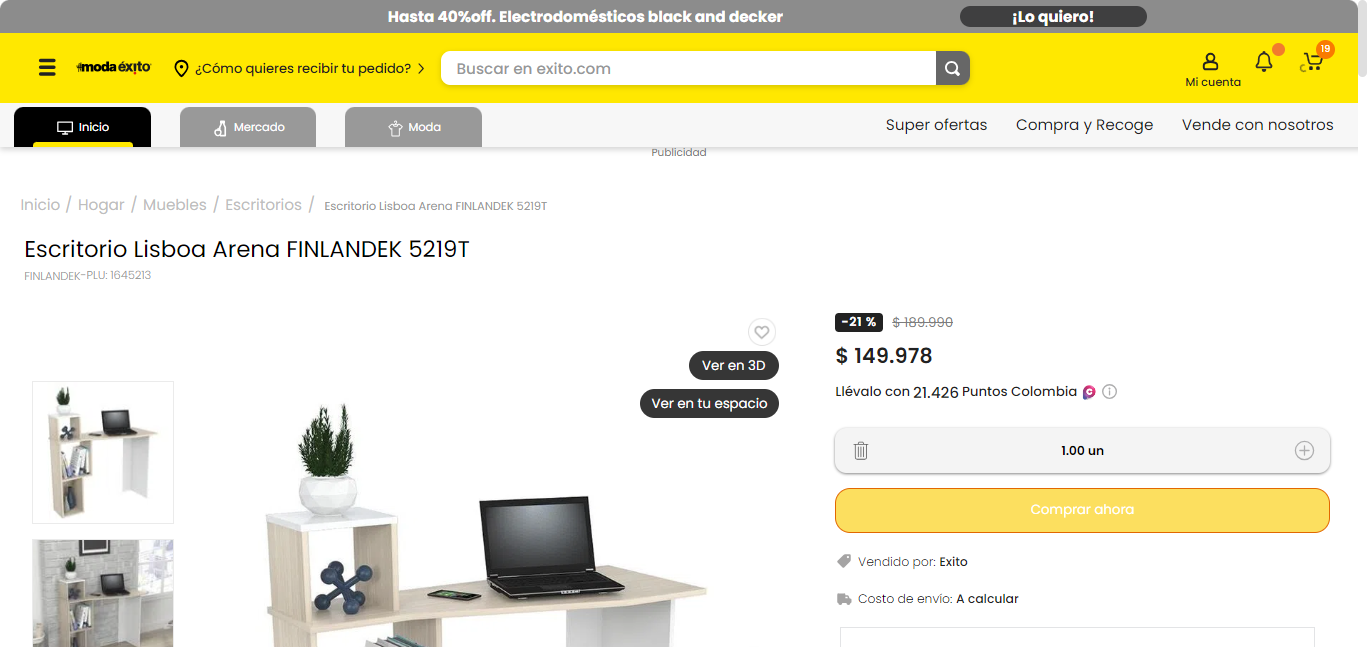 Hasta 40%off. Electrodomésticos black and decker
¡Lo quiero!
moda éxito
¿Cómo quieres recibir tu pedido?
Buscar en exito.com
Mi cuenta
19
Inicio
Mercado
Moda
Super ofertas
Compra y Recoge
Vende con nosotros
Publicidad
Inicio / Hogar / Muebles / Escritorios / Escritorio Lisboa Arena FINLANDEK 5219T
Escritorio Lisboa Arena FINLANDEK 5219T
FINLANDEK-PLU: 1645213
Ver en 3D
Ver en tu espacio
-21 % $ 189.990
$ 149.978
Llévalo con 21.426 Puntos Colombia
1.00 un
Comprar ahora
Vendido por: Exito
Costo de envío: A calcular